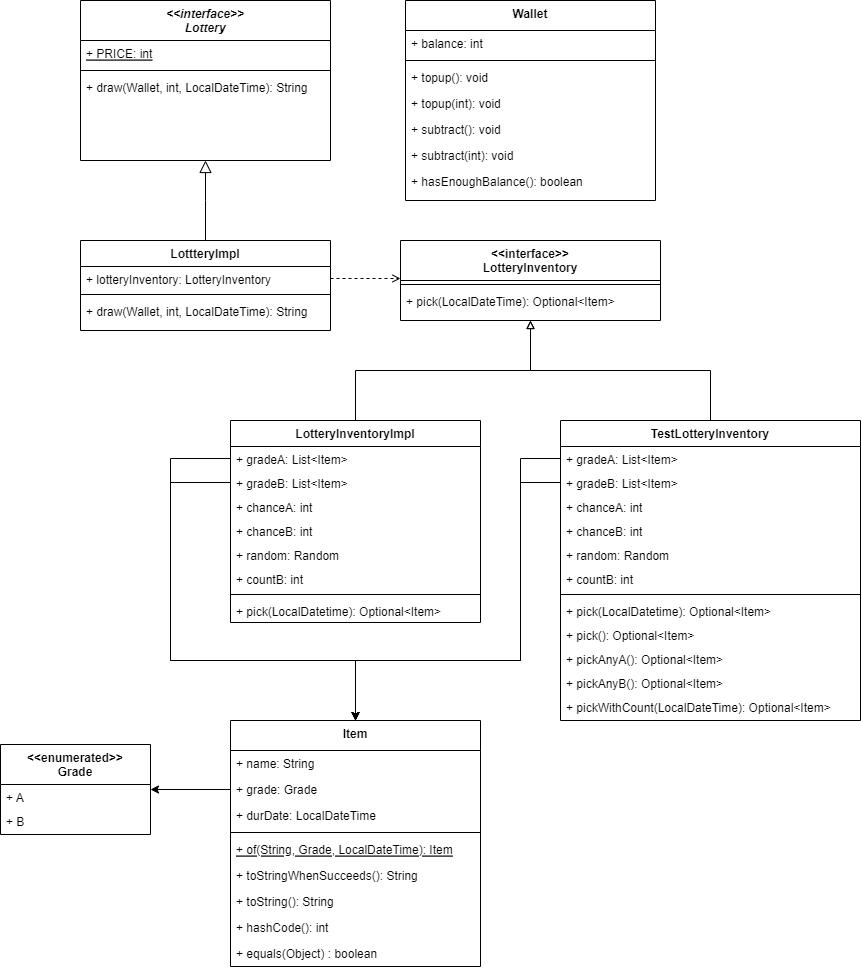 <<interface>>
Lottery
+ PRICE: int
+ draw(Wallet, int, LocalDateTime): String
Wallet
+ balance: int
+ topup(): void
+ topup(int): void
+ subtract(): void
+ subtract(int): void
+ hasEnoughBalance(): boolean
LottteryImpl
+ lotteryInventory: LotteryInventory
+ draw(Wallet, int, LocalDateTime): String
<<interface>>
LotteryInventory
+ pick(LocalDateTime): Optional<Item>
LotteryInventoryImpl
+ gradeA: List<Item>
+ gradeB: List<Item>
+ chanceA: int
+ chanceB: int
+ random: Random
+ countB: int
+ pick(LocalDatetime): Optional<Item>
TestLotteryInventory
+ gradeA: List<Item>
+ gradeB: List<Item>
+ chanceA: int
+ chanceB: int
+ random: Random
+ countB: int
+ pick(LocalDatetime): Optional<Item>
+ pick(): Optional<Item>
+ pickAnyA(): Optional<Item>
+ pickAnyB(): Optional<Item>
+ pickWithCount(LocalDateTime): Optional<Item>
<<enumerated>>
Grade
+ A
+ B
Item
+ name: String
+ grade: Grade
+ durDate: LocalDateTime
+ of(String, Grade, LocalDateTime): Item
+ toStringWhenSucceeds(): String
+ toString(): String
+ hashCode(): int
+ equals(Object) : boolean